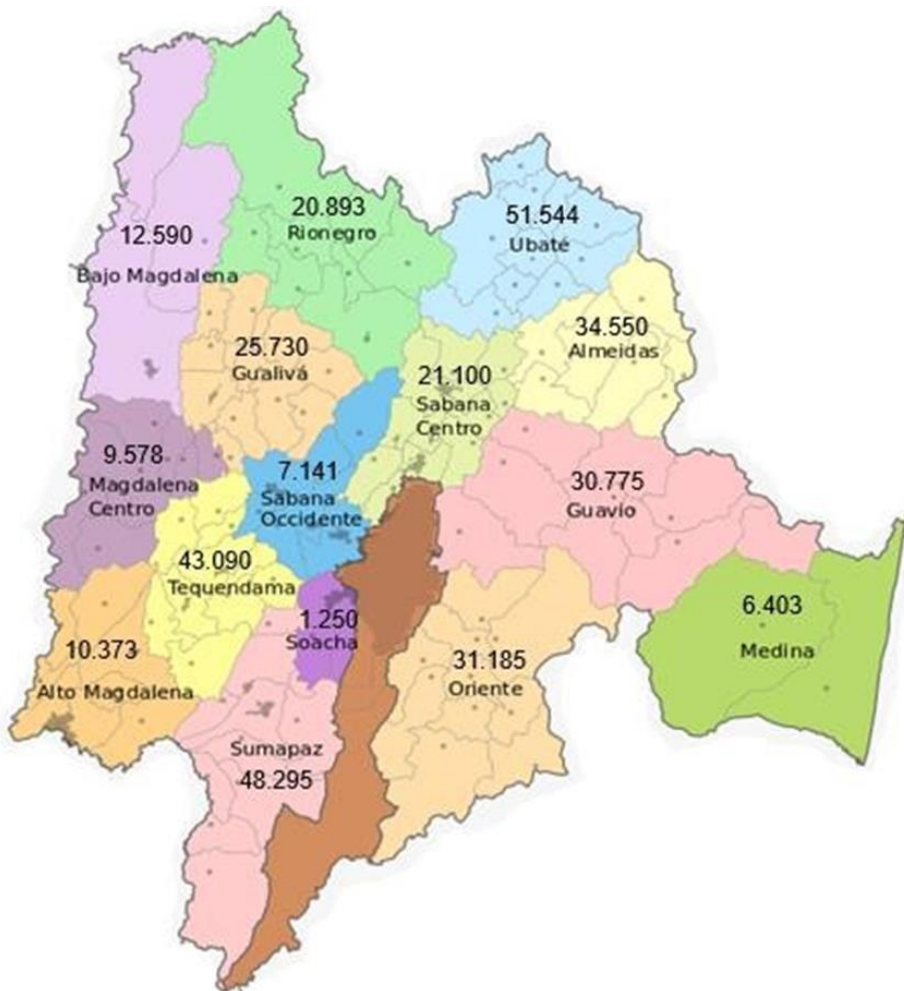 20.893
Rionegro
51.544
Ubaté
12.590
Bajo Magdalena
34.550
Almeidas
25.730
Gualivá
21.100
Sabana
Centro
9.578
Magdalena
Centro
7.141
Sabana
Occidente
30.775
Guavio
43.090
Tequendama
1.250
Soacha
6.403
Medina
10.373
Alto Magdalena
31.185
Oriente
Sumapaz
48.295